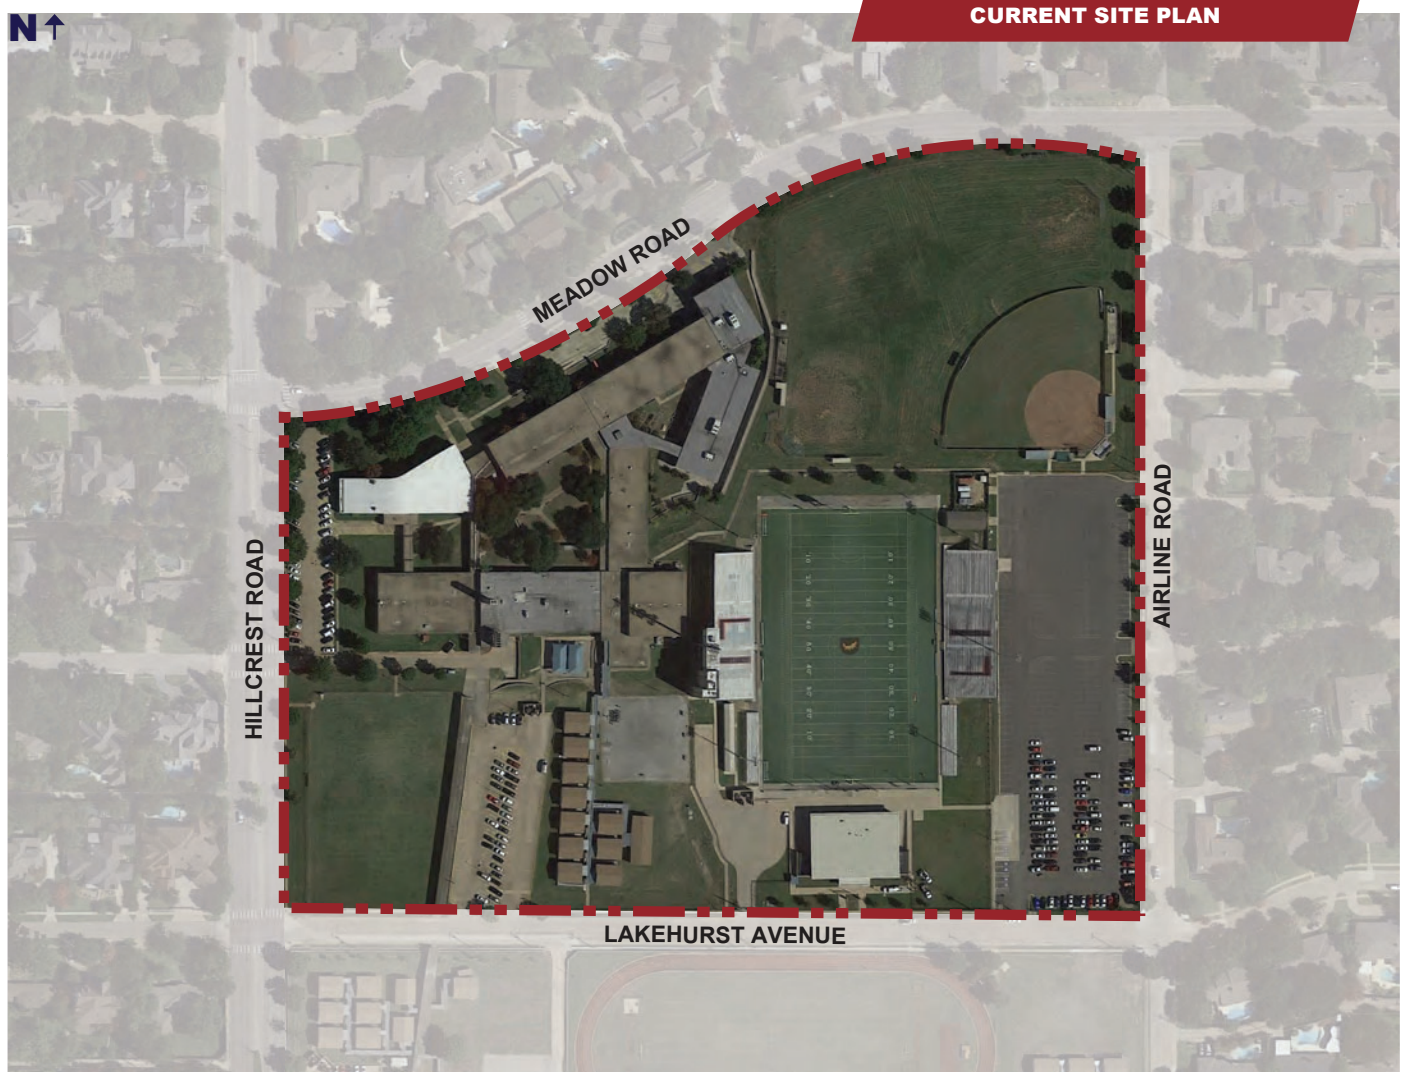 CURRENT SITE PLAN
N
MEADOW ROAD
HILLCREST ROAD
AIRLINE ROAD
LAKEHURST AVENUE